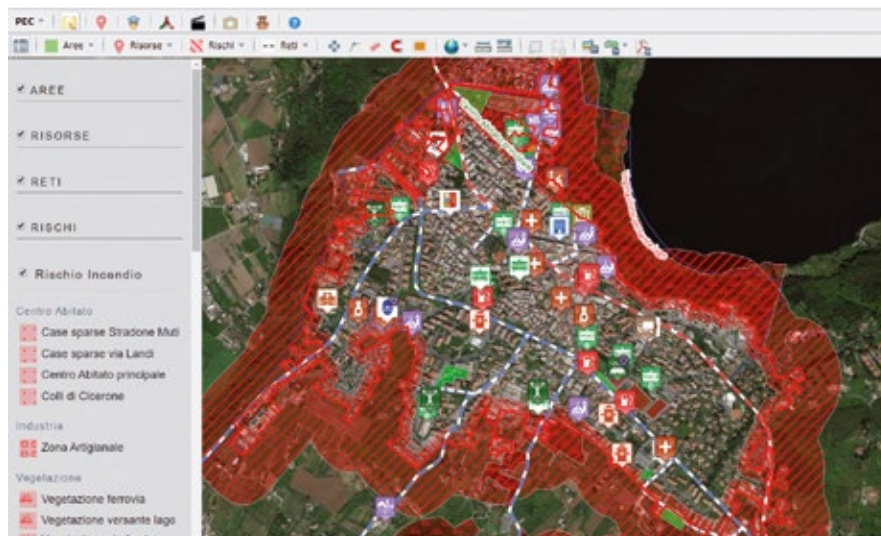 PEC
Aree Risorse Rischi Reti
AREE
RISORSE
RETI
RISCHI
Rischio Incendio
Centro Abitato
Case sparse Stradone Muti
Case sparse via Landi
Centro Abitato principale
Colli di Cicerone
Industria
Zona Artigianale
Vegetazione
Vegetazione ferrovia
Vegetazione versante lago